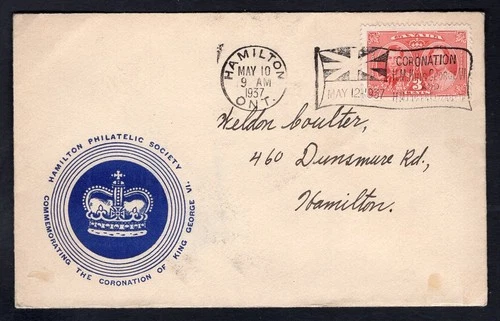 HAMILTON
MAY 10
9 AM
1937
ONT.
CANADA
CORONATION
MAY 12 1937
3
Weldon Coulter,
460 Dunsmure Rd.,
Hamilton.
HAMILTON PHILATELIC SOCIETY
COMMEMORATING THE CORONATION OF KING GEORGE VI.